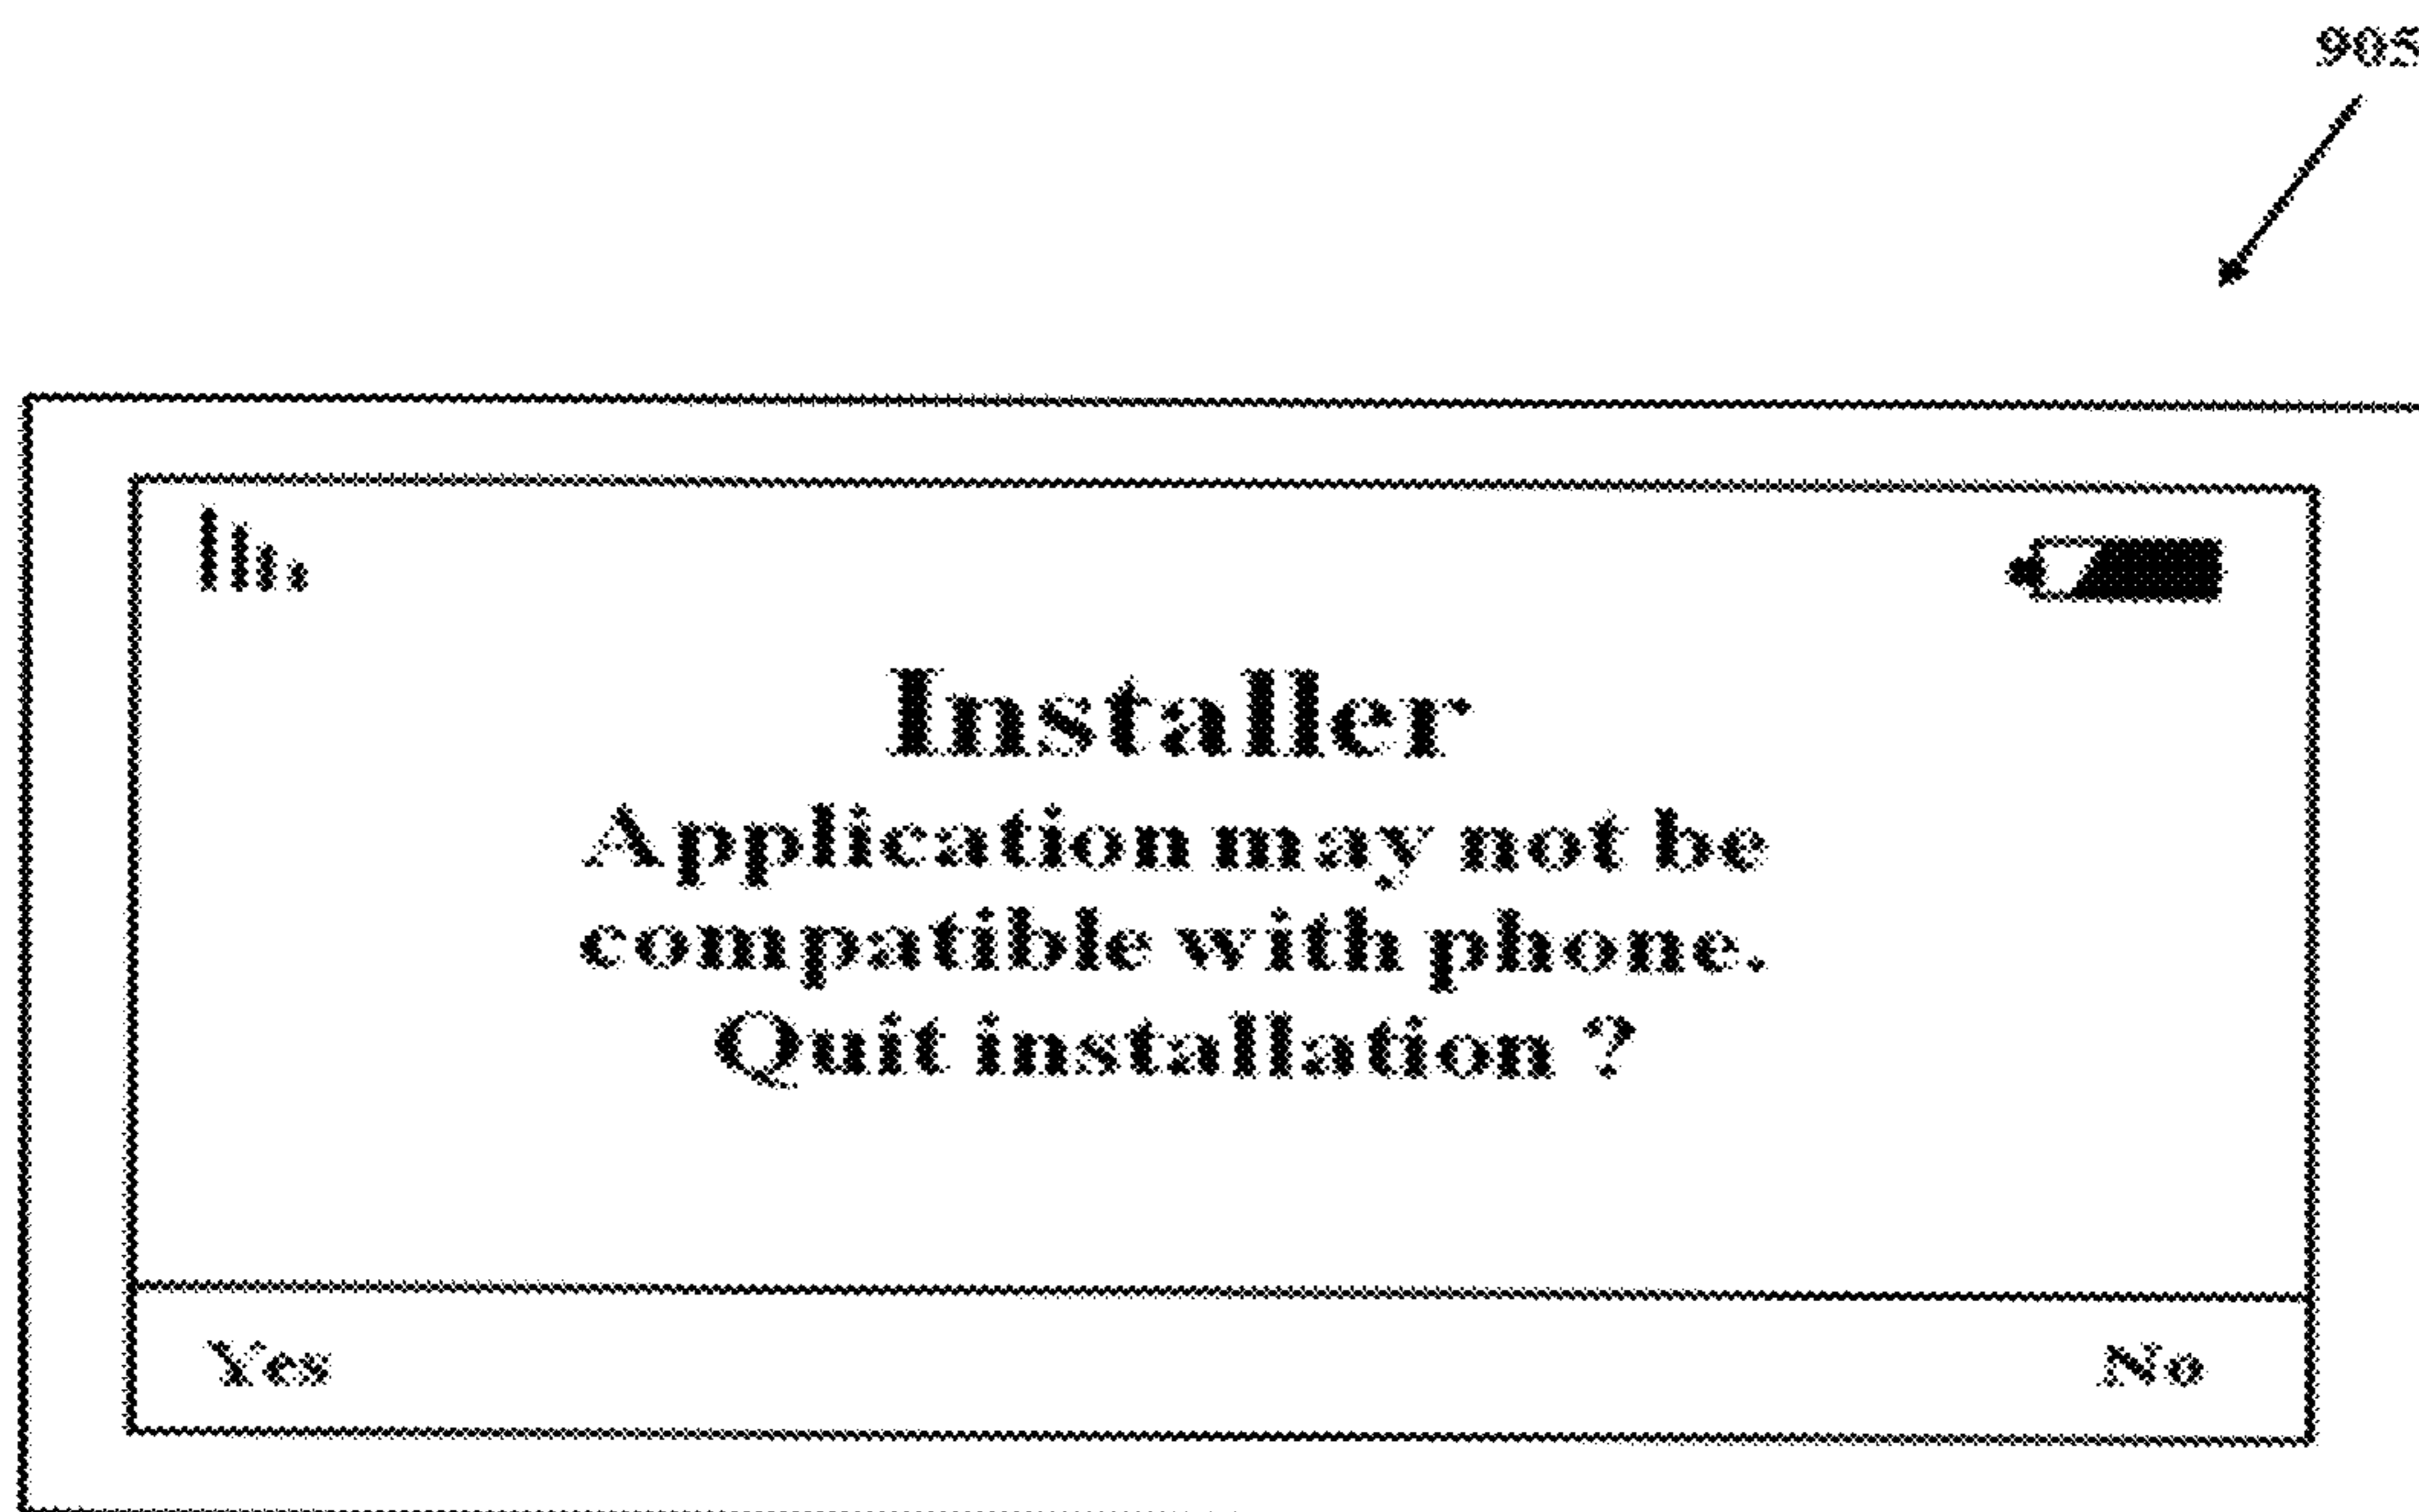 905
Installer
Application may not be
compatible with phone.
Quit installation ?
Yes No